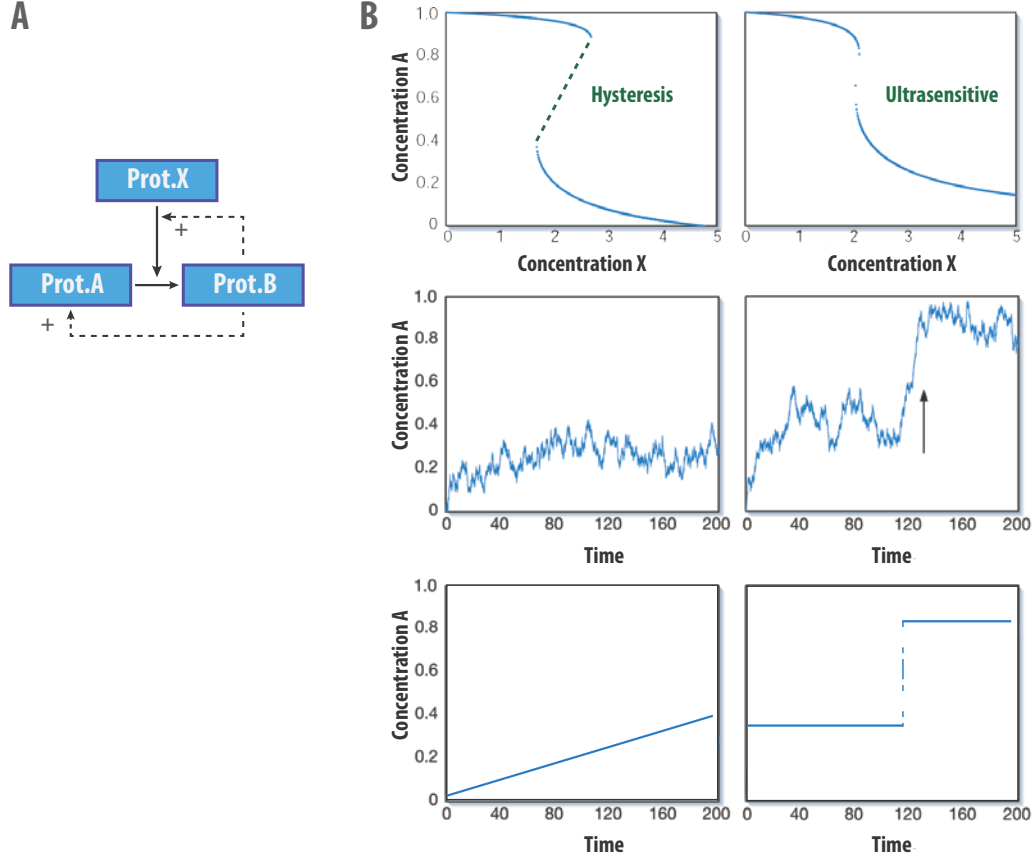 A
B
Prot.X
+
Prot.A
Prot.B
+
Concentration A
1.0
0.8
0.6
0.4
0.2
0
Hysteresis
0 1 2 3 4 5
Concentration X
Ultrasensitive
0 1 2 3 4 5
Concentration X
Concentration A
1.0
0.8
0.6
0.4
0.2
0
0 40 80 120 160 200
Time
0 40 80 120 160 200
Time
Concentration A
1.0
0.8
0.6
0.4
0.2
0
0 40 80 120 160 200
Time
0 40 80 120 160 200
Time